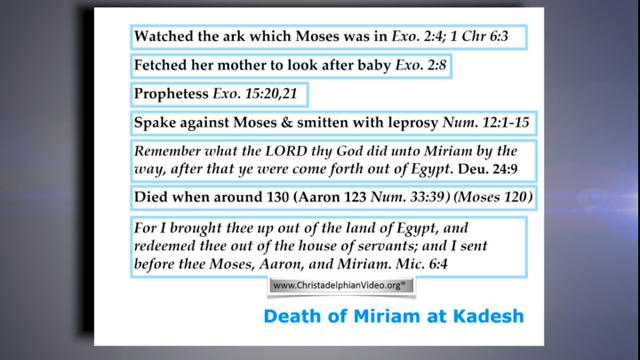 Watched the ark which Moses was in Exo. 2:4; 1 Chr 6:3
Fetched her mother to look after baby Exo. 2:8
Prophetess Exo. 15:20,21
Spake against Moses & smitten with leprosy Num. 12:1-15
Remember what the LORD thy God did unto Miriam by the
way, after that ye were come forth out of Egypt. Deu. 24:9
Died when around 130 (Aaron 123 Num. 33:39) (Moses 120)
For I brought thee up out of the land of Egypt, and
redeemed thee out of the house of servants; and I sent
before thee Moses, Aaron, and Miriam. Mic. 6:4
www.ChristadelphianVideo.org®
Death of Miriam at Kadesh